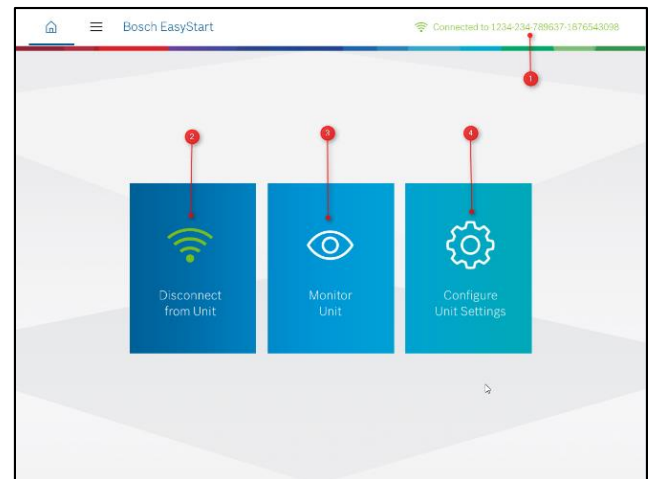 Bosch EasyStart
Connected to 1234-234-789637-1876543098
1
2
3
4
Disconnect
from Unit
Monitor
Unit
Configure
Unit Settings